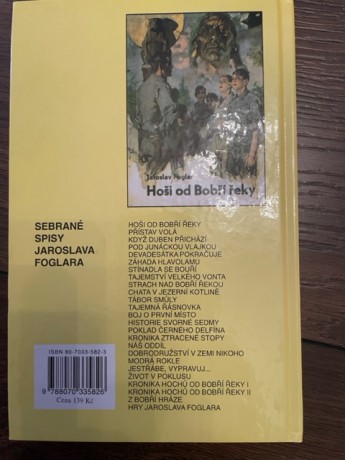 Jaroslav Foglar
Hoši od Bobří řeky
SEBRANÉ
SPISY
JAROSLAVA
FOGLARA
HOŠI OD BOBŘÍ ŘEKY
PŘÍSTAV VOLÁ
KDYŽ DUBEN PŘICHÁZÍ
POD JUNÁCKOU VLAJKOU
DEVADESÁTKA POKRAČUJE
ZÁHADA HLAVOLAMU
STÍNADLA SE BOUŘÍ
TAJEMSTVÍ VELKÉHO VONTA
STRACH NAD BOBŘÍ ŘEKOU
CHATA V JEZERNÍ KOTLINĚ
TÁBOR SMŮLY
TAJEMNÁ ŘÁSNOVKA
BOJ O PRVNÍ MÍSTO
HISTORIE SVORNÉ SEDMY
POKLAD ČERNÉHO DELFÍNA
KRONIKA ZTRACENÉ STOPY
NÁŠ ODDÍL
DOBRODRUŽSTVÍ V ZEMI NIKOHO
MODRÁ ROKLE
JESTŘÁBE, VYPRAVUJ...
ŽIVOT V POKLUSU
KRONIKA HOCHŮ OD BOBŘÍ ŘEKY I
KRONIKA HOCHŮ OD BOBŘÍ ŘEKY II
Z BOBŘÍ HRÁZE
HRY JAROSLAVA FOGLARA
ISBN 80-7033-582-3
9788070335826
Cena 139 Kč